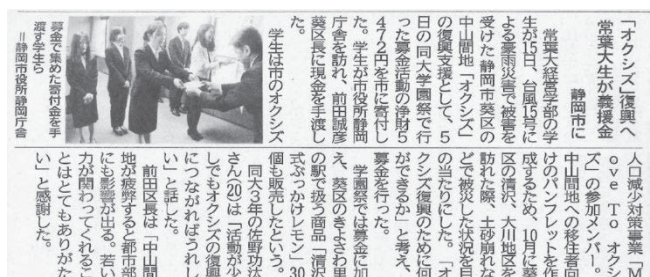 「オクシズ」復興へ
常葉大生が義援金
静岡市に
常葉大経営学部の学
生が15日、台風15号に
よる豪雨災害で被害を
受けた静岡市葵区の
中山間地「オクシズ」
の復興支援として、5
日の同大学園祭で行
った募金活動の浄財5
472円を市に寄付し
た。学生が市役所静岡
庁舎を訪れ、前田誠彦
葵区長に現金を手渡し
た。
学生は市のオクシズ
募金で集めた寄付金を手
渡す学生ら
＝静岡市役所静岡庁舎
人口減少対策事業「M
ove To オクシ
ズ」の参加メンバー。
中山間地への移住者向
けのパンフレットを作
成するため、10月に葵
区の清沢、大川地区を
訪れた際、土砂崩れな
どで被災した状況を目
の当たりにした。「オ
クシズ復興のために何
ができるか」と考え、
募金を行った。
学園祭では募金に加
え、葵区のきよさわ里
の駅で扱う商品「清沢
式ぶっかけレモン」30
個も販売したという。
同大3年の佐野功汰
さん(20)は「活動が少
しでもオクシズの復興
につながればうれし
い」と話した。
前田区長は「中山間
地が疲弊すると都市部
にも影響が出る。若い
力が関わってくれるこ
とはとてもありがた
い」と感謝した。